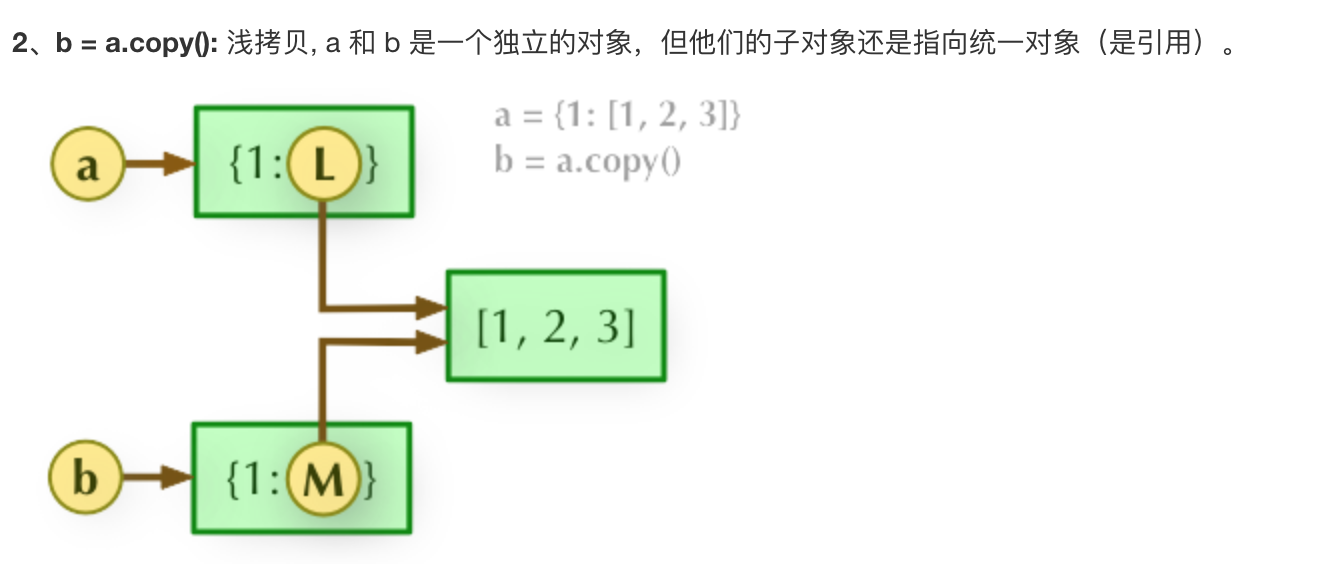 2、b = a.copy(): 浅拷贝, a 和 b 是一个独立的对象，但他们的子对象还是指向统一对象（是引用）。
a = {1: [1, 2, 3]}
b = a.copy()
a
{1: L }
[1, 2, 3]
b
{1: M }